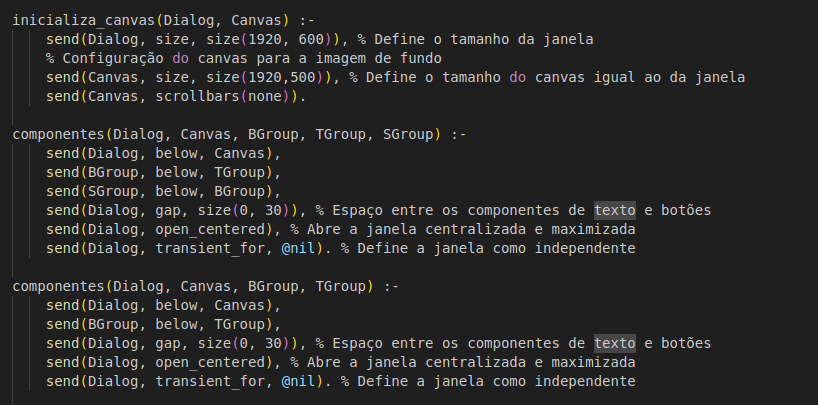 inicializa_canvas(Dialog, Canvas) :-
    send(Dialog, size, size(1920, 600)), % Define o tamanho da janela
    % Configuração do canvas para a imagem de fundo
    send(Canvas, size, size(1920,500)), % Define o tamanho do canvas igual ao da janela
    send(Canvas, scrollbars(none)).

componentes(Dialog, Canvas, BGroup, TGroup, SGroup) :-
    send(Dialog, below, Canvas),
    send(BGroup, below, TGroup),
    send(SGroup, below, BGroup),
    send(Dialog, gap, size(0, 30)), % Espaço entre os componentes de texto e botões
    send(Dialog, open_centered), % Abre a janela centralizada e maximizada
    send(Dialog, transient_for, @nil). % Define a janela como independente

componentes(Dialog, Canvas, BGroup, TGroup) :-
    send(Dialog, below, Canvas),
    send(BGroup, below, TGroup),
    send(Dialog, gap, size(0, 30)), % Espaço entre os componentes de texto e botões
    send(Dialog, open_centered), % Abre a janela centralizada e maximizada
    send(Dialog, transient_for, @nil). % Define a janela como independente